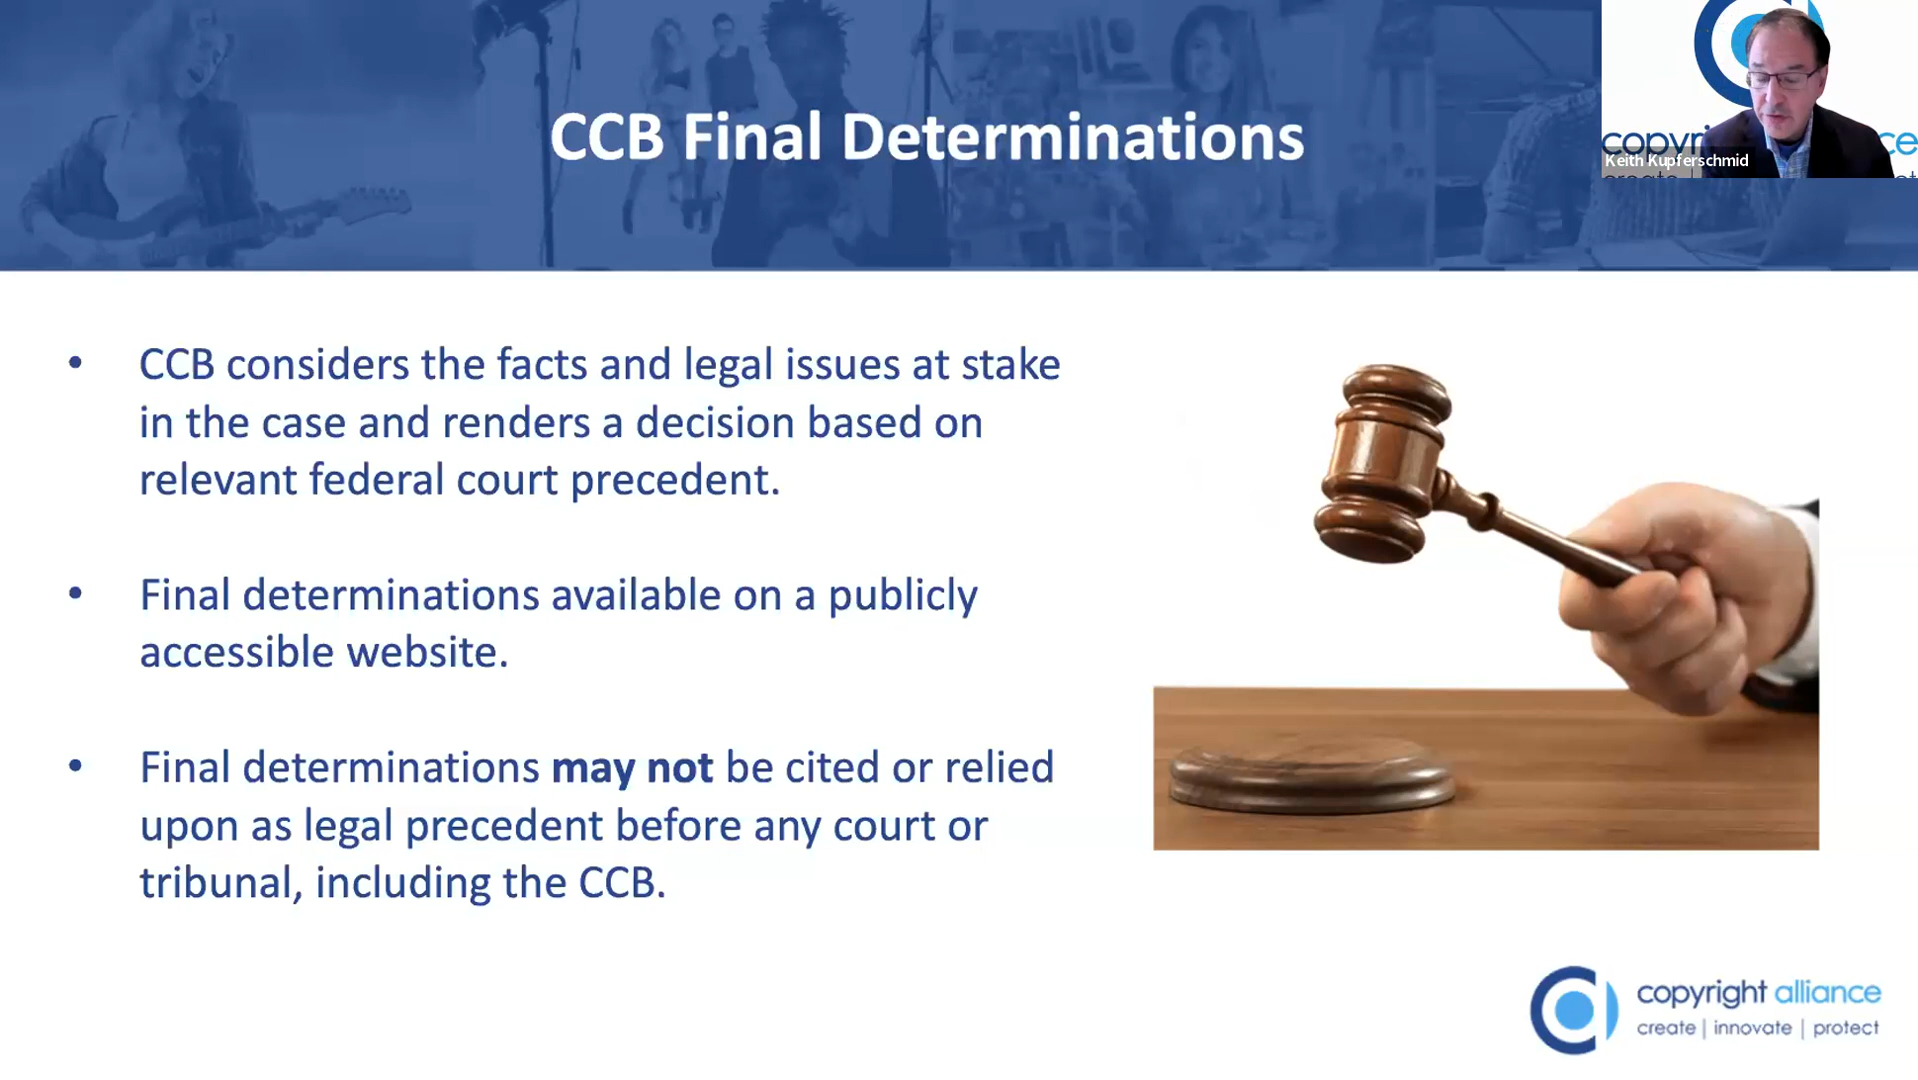 CCB Final Determinations
Keith Kupferschmid
• CCB considers the facts and legal issues at stake
in the case and renders a decision based on
relevant federal court precedent.
• Final determinations available on a publicly
accessible website.
• Final determinations may not be cited or relied
upon as legal precedent before any court or
tribunal, including the CCB.
copyright alliance
create | innovate | protect